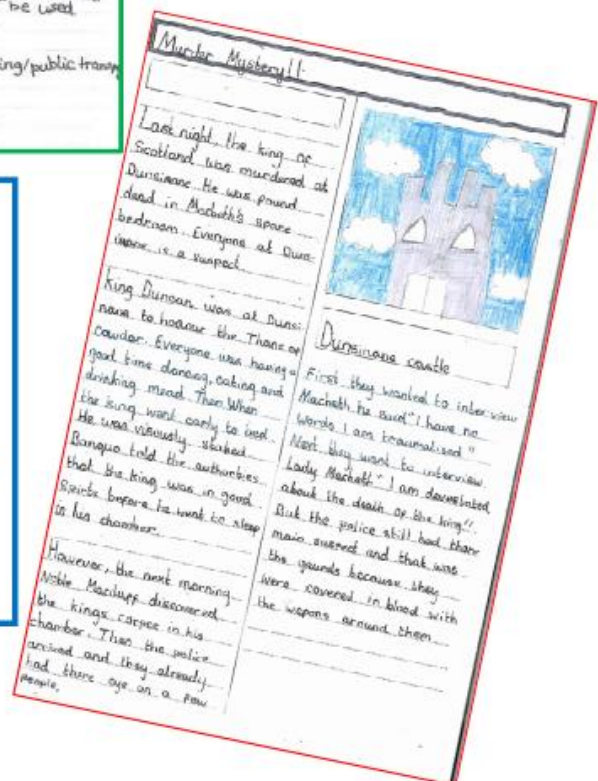 be used
ing/public transp
Murder Mystery!!
Last night, the king of
Scotland was murdered at
Dunsinane. He was pound
dead in Macbeth's spare
bedroom. Everyone at Duns-
inane is a suspect.
King Duncan was at Dunsi
nane to hoanur the Thane of
Cawdor. Everyone was having a
good time dancing, eating and
drinking mead. Then When
the king went early to bed.
He was visously stabed.
Banquo told the authorties
that the king was in good
Spirits before he went to sleep
in his chamber.
However, the next morning
Noble Macduff discovered
the kings corpse in his
chamber. Then the police
arrived and they already
had there eye on a few
people.
Dunsinane castle
First they wanted to interview
Macbeth he said "I have no
words I am traumatised"
Next they went to interview
Lady Macbeth "I am devastated
about the death of the king".
But the police still had there
main susect and that was
the gaurds because they
were covered in blood with
the wepons around them